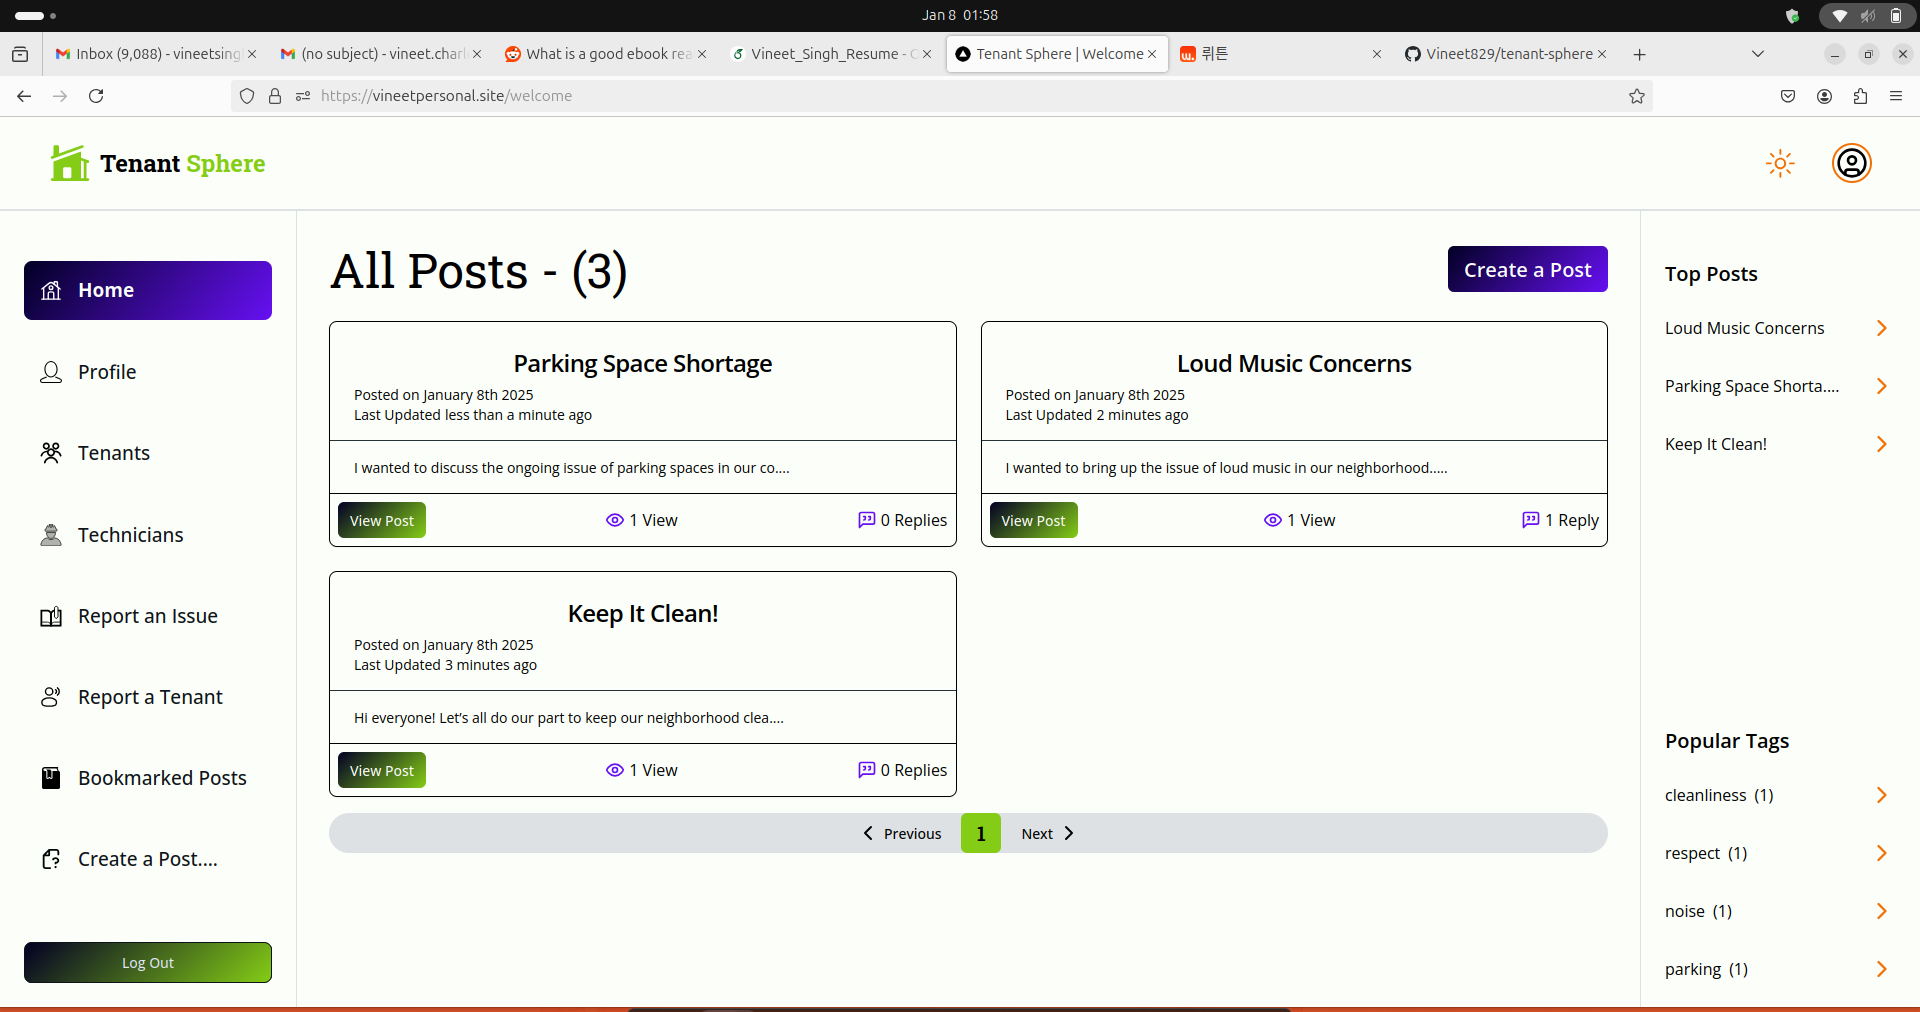 Jan 8 01:58
Inbox (9,088) - vineetsing
(no subject) - vineet.charl
What is a good ebook rea
Vineet_Singh_Resume - O
Tenant Sphere | Welcome
뤼튼
Vineet829/tenant-sphere
https://vineetpersonal.site/welcome
Tenant Sphere
Home
Profile
Tenants
Technicians
Report an Issue
Report a Tenant
Bookmarked Posts
Create a Post....
Log Out
All Posts - (3)
Create a Post
Parking Space Shortage
Posted on January 8th 2025
Last Updated less than a minute ago
I wanted to discuss the ongoing issue of parking spaces in our co....
View Post
1 View
0 Replies
Loud Music Concerns
Posted on January 8th 2025
Last Updated 2 minutes ago
I wanted to bring up the issue of loud music in our neighborhood.....
View Post
1 View
1 Reply
Keep It Clean!
Posted on January 8th 2025
Last Updated 3 minutes ago
Hi everyone! Let’s all do our part to keep our neighborhood clea....
View Post
1 View
0 Replies
Previous 1 Next
Top Posts
Loud Music Concerns
Parking Space Shorta....
Keep It Clean!
Popular Tags
cleanliness (1)
respect (1)
noise (1)
parking (1)